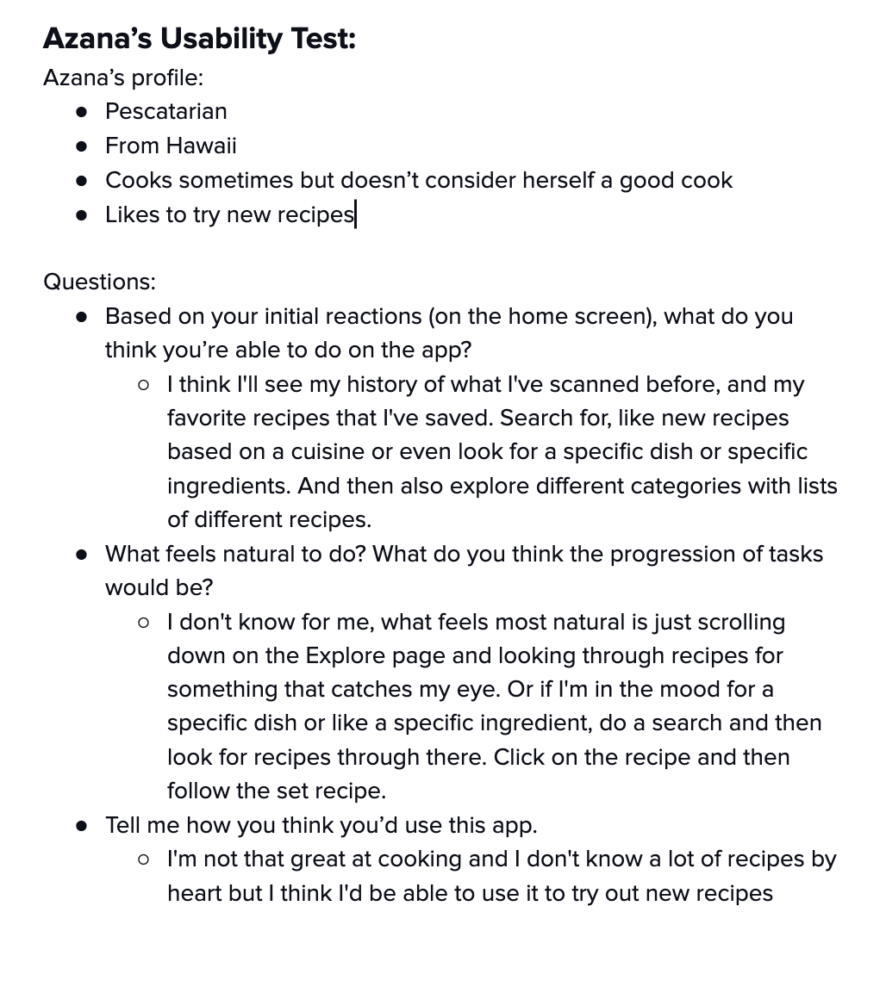 Azana’s Usability Test:
Azana’s profile:
● Pescatarian
● From Hawaii
● Cooks sometimes but doesn’t consider herself a good cook
● Likes to try new recipes
Questions:
● Based on your initial reactions (on the home screen), what do you
think you’re able to do on the app?
○ I think I'll see my history of what I've scanned before, and my
favorite recipes that I've saved. Search for, like new recipes
based on a cuisine or even look for a specific dish or specific
ingredients. And then also explore different categories with lists
of different recipes.
● What feels natural to do? What do you think the progression of tasks
would be?
○ I don't know for me, what feels most natural is just scrolling
down on the Explore page and looking through recipes for
something that catches my eye. Or if I'm in the mood for a
specific dish or like a specific ingredient, do a search and then
look for recipes through there. Click on the recipe and then
follow the set recipe.
● Tell me how you think you’d use this app.
○ I'm not that great at cooking and I don't know a lot of recipes by
heart but I think I'd be able to use it to try out new recipes